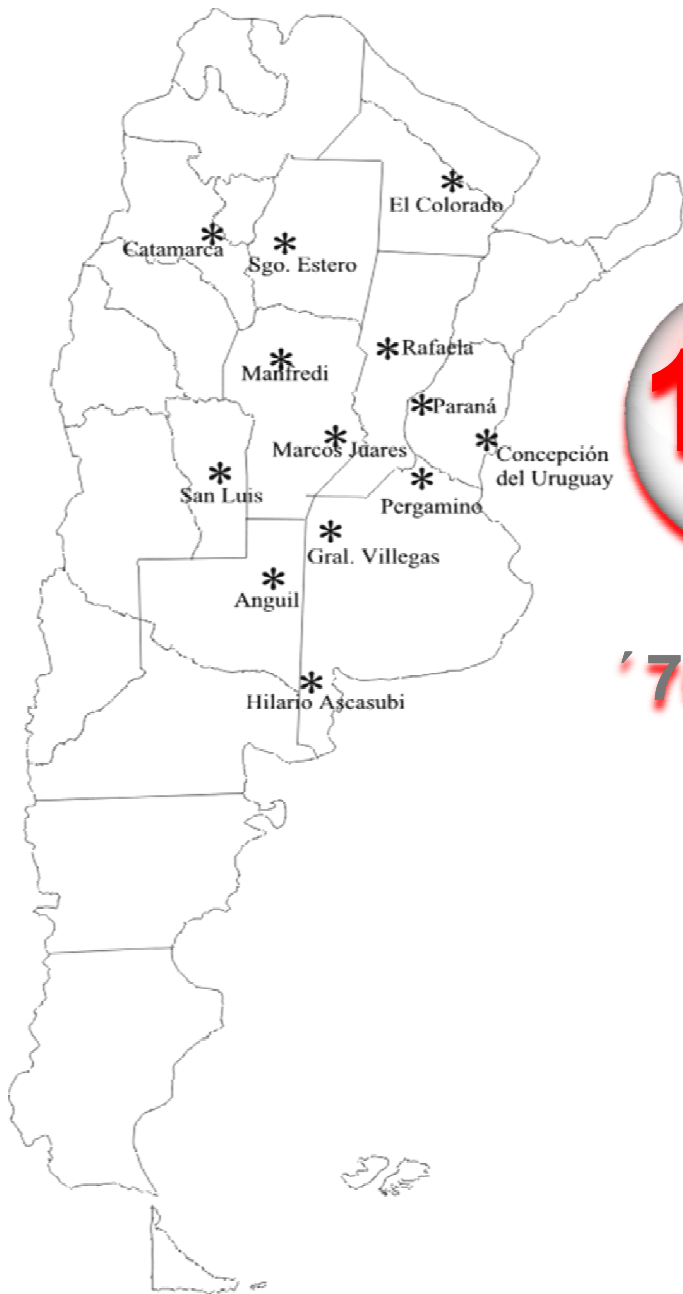 El Colorado
Catamarca
Sgo. Estero
Rafaela
Manfredi
Paraná
Marcos Juares
Concepción
del Uruguay
San Luis
Pergamino
Gral. Villegas
Anguil
Hilario Ascasubi